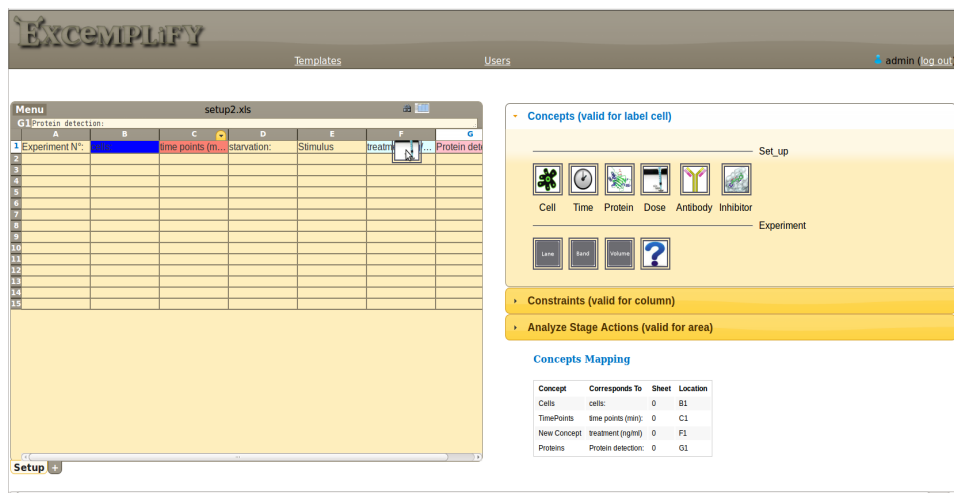 EXCEMPLIFY
Templates Users admin (log out
Menu setup2.xls
G1 Protein detection:
A B C D E F G
1 Experiment N°: cells: time points (m... starvation: Stimulus treatm /... Protein det
2
3
4
5
6
7
8
9
10
11
12
13
14
15
Setup +
Concepts (valid for label cell)
Set_up
Cell Time Protein Dose Antibody Inhibitor
Experiment
Lane Band Volume ?
Constraints (valid for column)
Analyze Stage Actions (valid for area)
Concepts Mapping
Concept Corresponds To Sheet Location
Cells cells: 0 B1
TimePoints time points (min): 0 C1
New Concept treatment (ng/ml) 0 F1
Proteins Protein detection: 0 G1